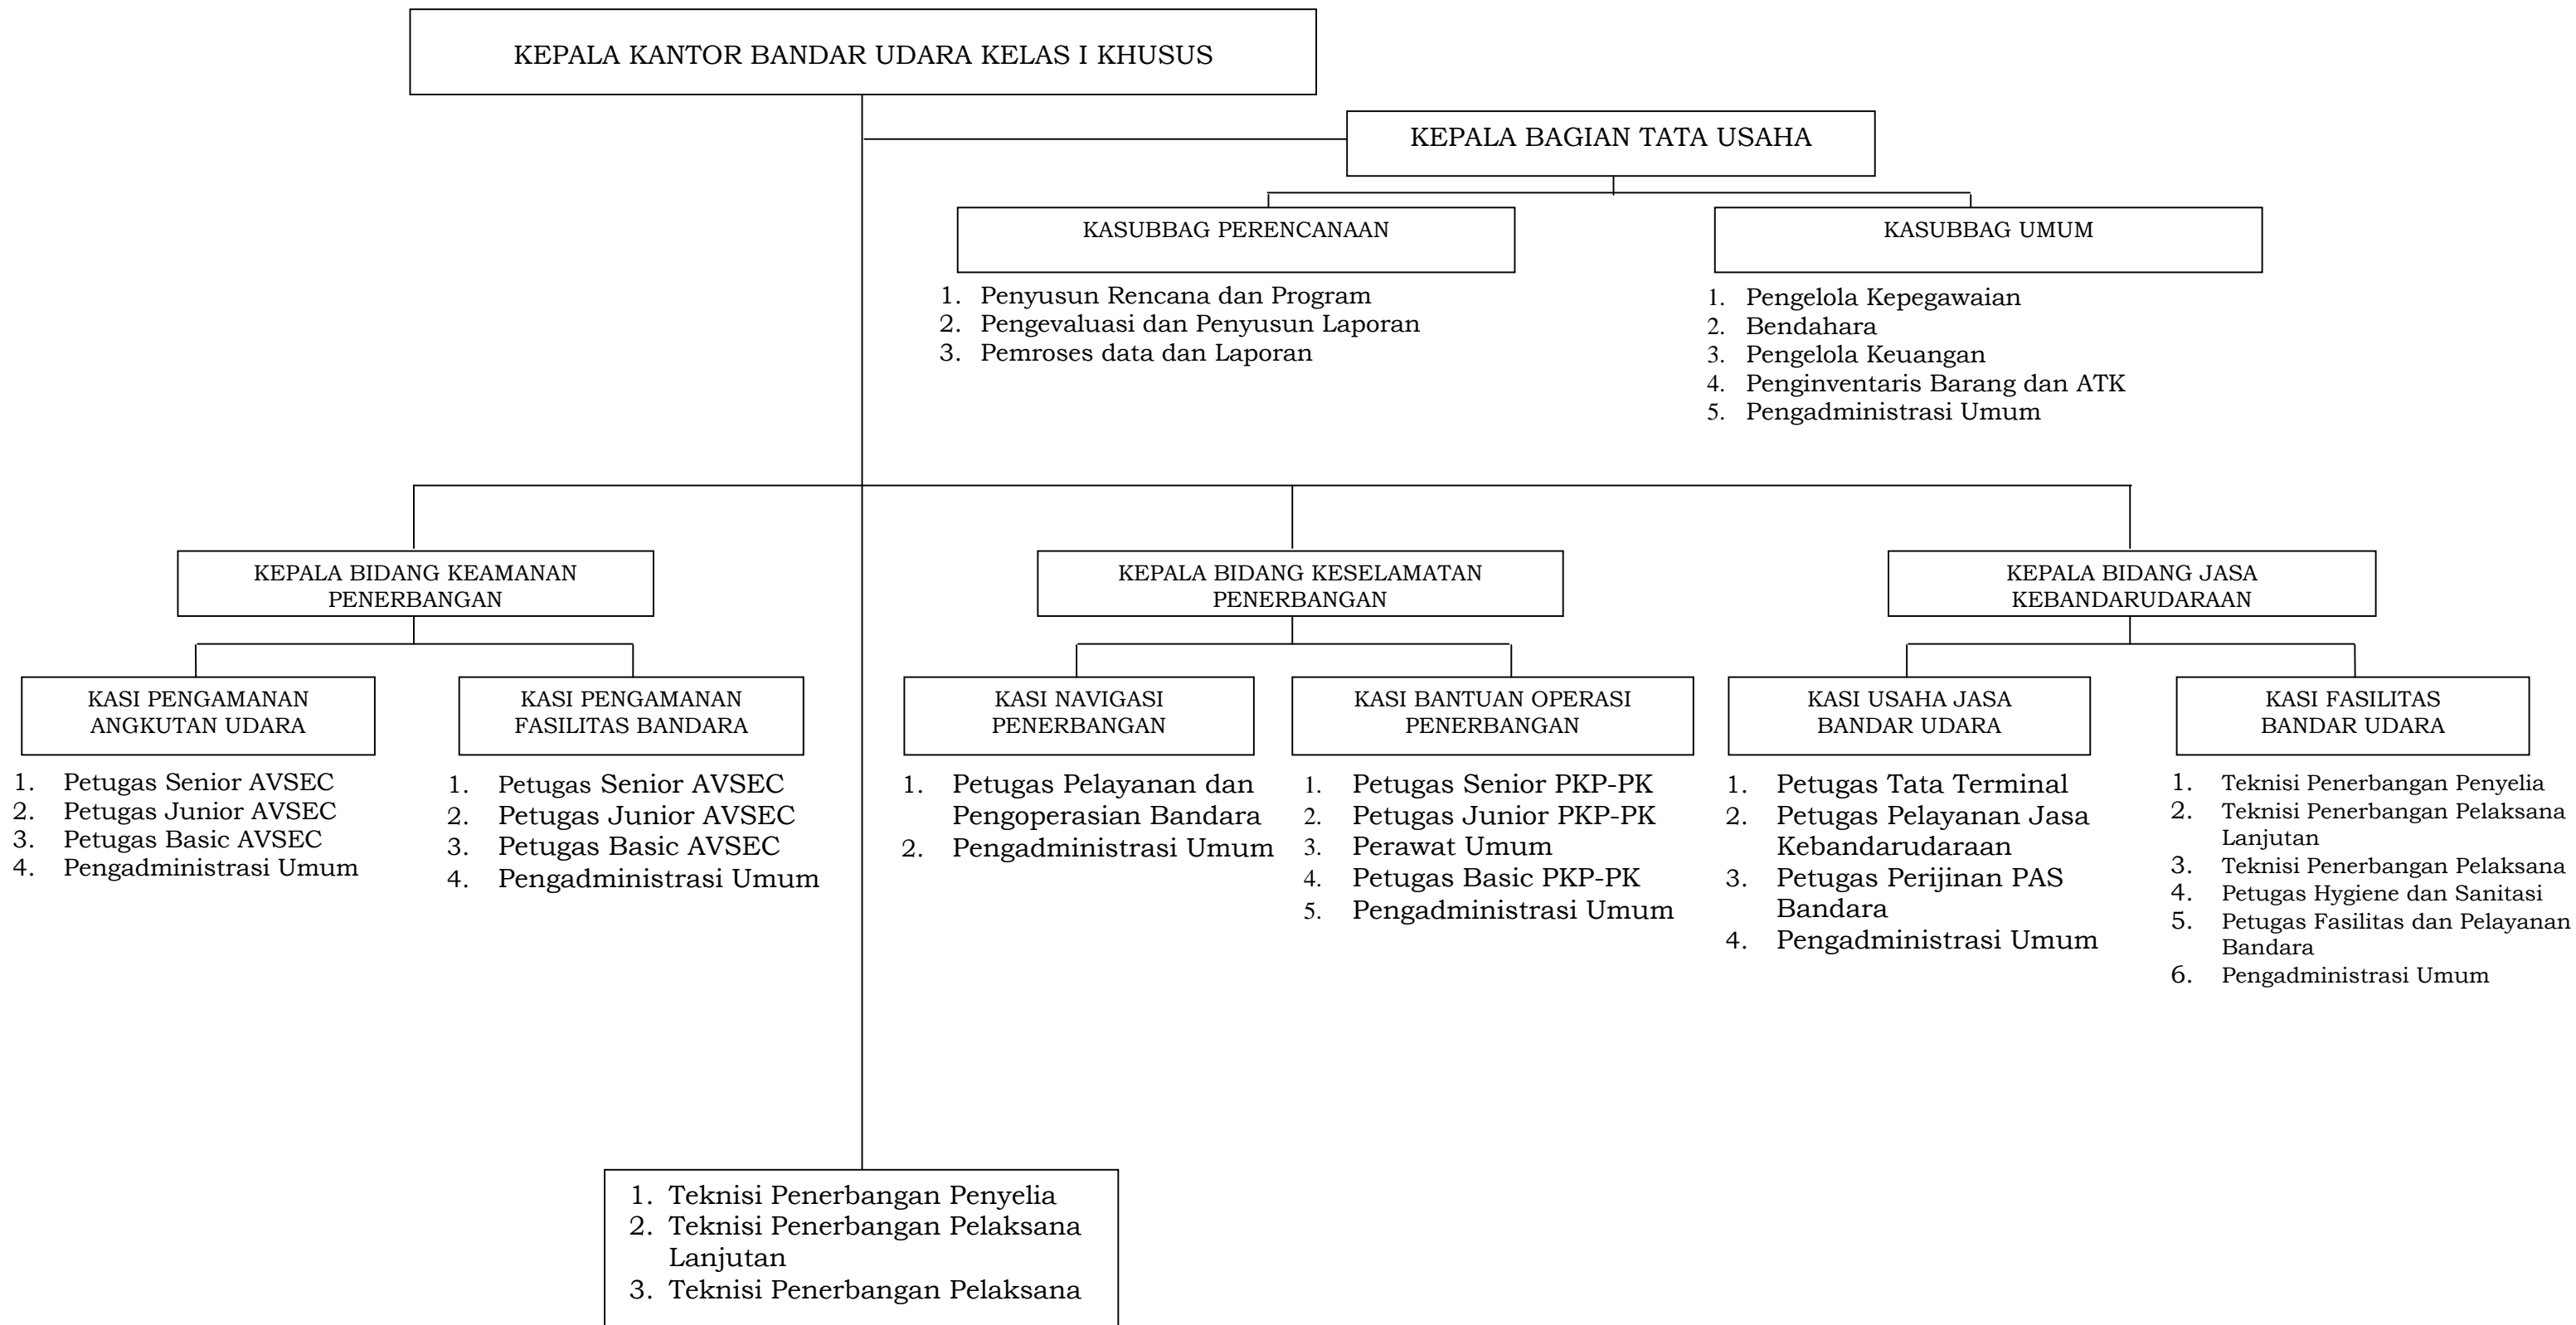 KEPALA KANTOR BANDAR UDARA KELAS I KHUSUS
KEPALA BAGIAN TATA USAHA
KASUBBAG PERENCANAAN
1. Penyusun Rencana dan Program
2. Pengevaluasi dan Penyusun Laporan
3. Pemroses data dan Laporan
KASUBBAG UMUM
1. Pengelola Kepegawaian
2. Bendahara
3. Pengelola Keuangan
4. Penginventaris Barang dan ATK
5. Pengadministrasi Umum
KEPALA BIDANG KEAMANAN
PENERBANGAN
KEPALA BIDANG KESELAMATAN
PENERBANGAN
KEPALA BIDANG JASA
KEBANDARUDARAAN
KASI PENGAMANAN
ANGKUTAN UDARA
1. Petugas Senior AVSEC
2. Petugas Junior AVSEC
3. Petugas Basic AVSEC
4. Pengadministrasi Umum
KASI PENGAMANAN
FASILITAS BANDARA
1. Petugas Senior AVSEC
2. Petugas Junior AVSEC
3. Petugas Basic AVSEC
4. Pengadministrasi Umum
KASI NAVIGASI
PENERBANGAN
1. Petugas Pelayanan dan
Pengoperasian Bandara
2. Pengadministrasi Umum
KASI BANTUAN OPERASI
PENERBANGAN
1. Petugas Senior PKP-PK
2. Petugas Junior PKP-PK
3. Perawat Umum
4. Petugas Basic PKP-PK
5. Pengadministrasi Umum
KASI USAHA JASA
BANDAR UDARA
1. Petugas Tata Terminal
2. Petugas Pelayanan Jasa
Kebandarudaraan
3. Petugas Perijinan PAS
Bandara
4. Pengadministrasi Umum
KASI FASILITAS
BANDAR UDARA
1. Teknisi Penerbangan Penyelia
2. Teknisi Penerbangan Pelaksana
Lanjutan
3. Teknisi Penerbangan Pelaksana
4. Petugas Hygiene dan Sanitasi
5. Petugas Fasilitas dan Pelayanan
Bandara
6. Pengadministrasi Umum
1. Teknisi Penerbangan Penyelia
2. Teknisi Penerbangan Pelaksana
Lanjutan
3. Teknisi Penerbangan Pelaksana